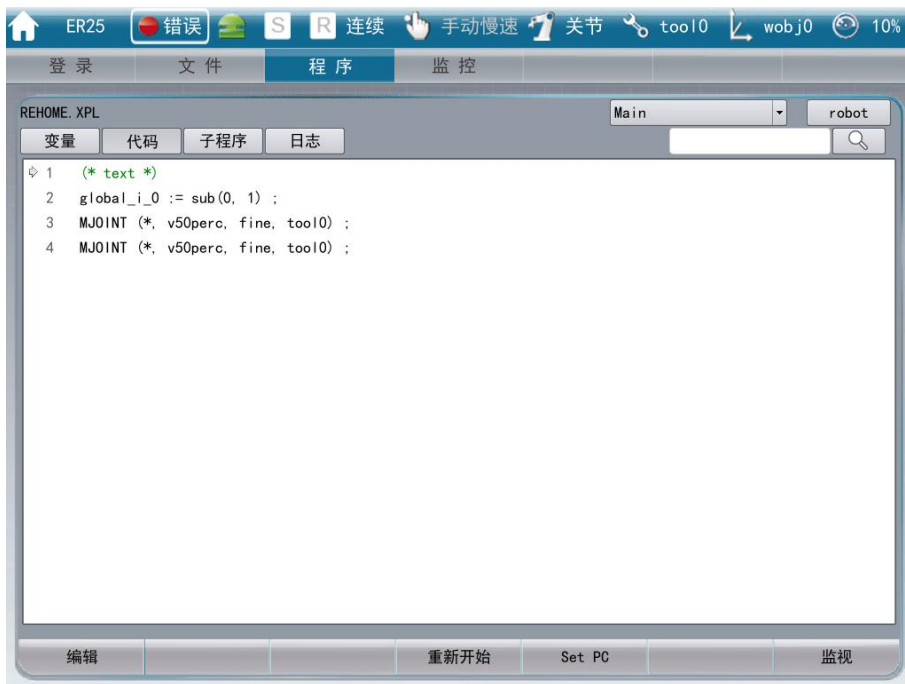 ER25 错误 S R 连续 手动慢速 关节 tool0 wobj0 10%
登录 文件 程序 监控
REHOME.XPL Main robot
变量 代码 子程序 日志
1 (* text *)
2 global_i_0 := sub(0, 1) ;
3 MJOINT (*, v50perc, fine, tool0) ;
4 MJOINT (*, v50perc, fine, tool0) ;
编辑 重新开始 Set PC 监视